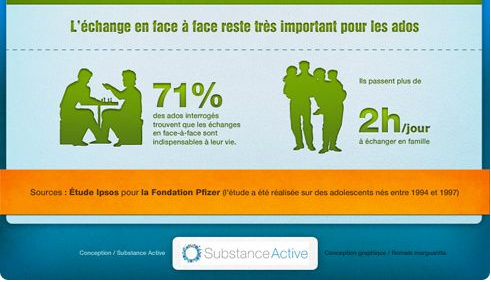 L'échange en face à face reste très important pour les ados
71%
des ados interrogés
trouvent que les échanges
en face-à-face sont
indispensables à leur vie.
Ils passent plus de
2h/jour
à échanger en famille
Sources : Étude Ipsos pour la Fondation Pfizer (l'étude a été réalisée sur des adolescents nés entre 1994 et 1997)
Conception / Substance Active
SubstanceActive
Conception graphique / Romain marguantte